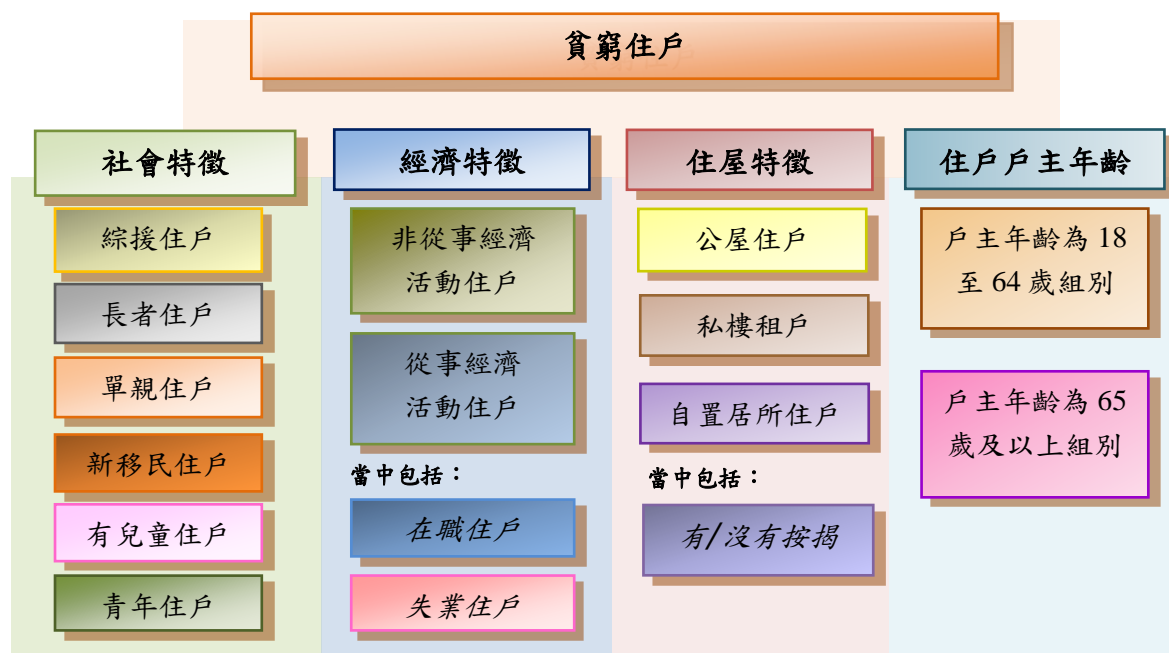 貧窮住戶
社會特徵
綜援住戶
長者住戶
單親住戶
新移民住戶
有兒童住戶
青年住戶
經濟特徵
非從事經濟
活動住戶
從事經濟
活動住戶
當中包括：
在職住戶
失業住戶
住屋特徵
公屋住戶
私樓租戶
自置居所住戶
當中包括：
有/沒有按揭
住戶戶主年齡
戶主年齡為 18
至 64 歲組別
戶主年齡為 65
歲及以上組別